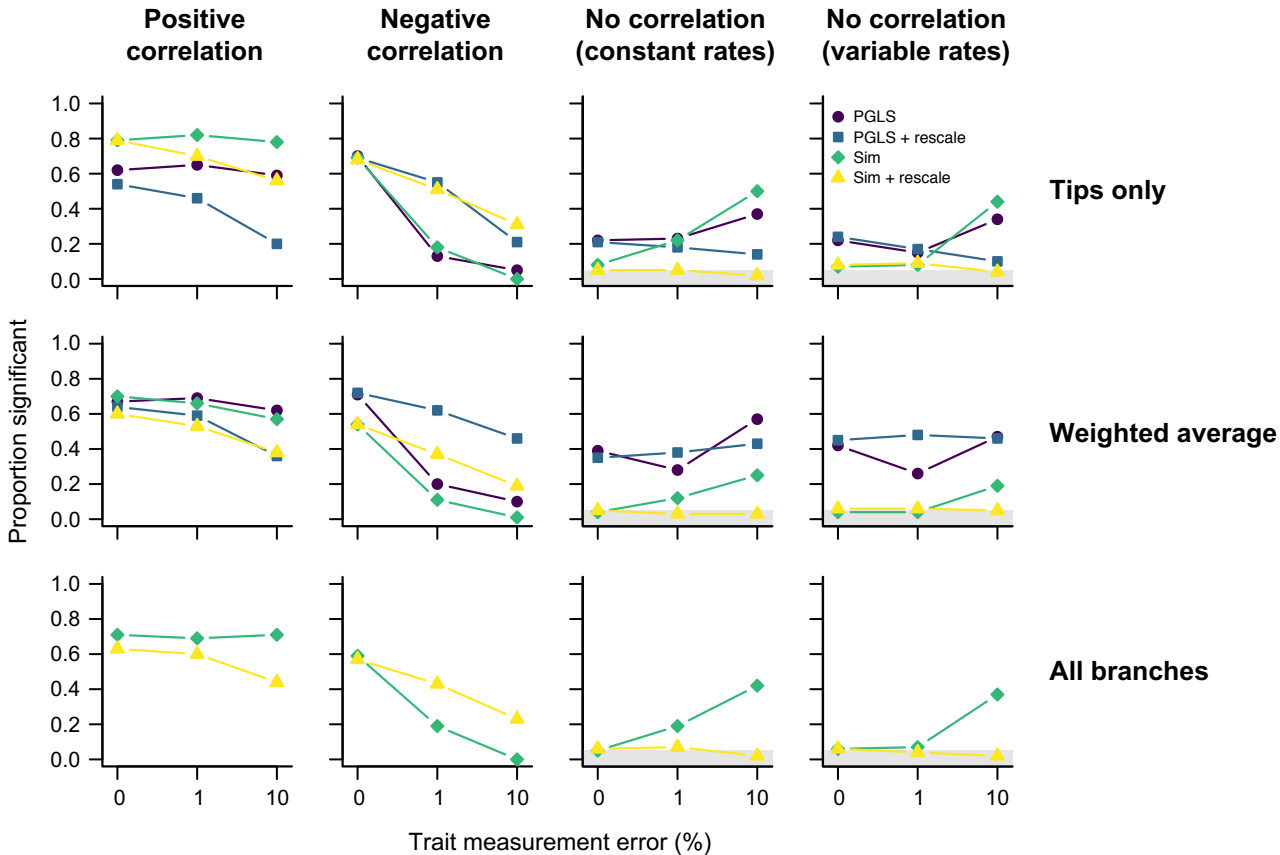 Positive
correlation
Negative
correlation
No correlation
(constant rates)
No correlation
(variable rates)
1.0
0.8
0.6
0.4
0.2
0.0
0 1 10
0 1 10
0 1 10
0 1 10
PGLS
PGLS + rescale
Sim
Sim + rescale
Tips only
Proportion significant
1.0
0.8
0.6
0.4
0.2
0.0
Weighted average
1.0
0.8
0.6
0.4
0.2
0.0
All branches
Trait measurement error (%)